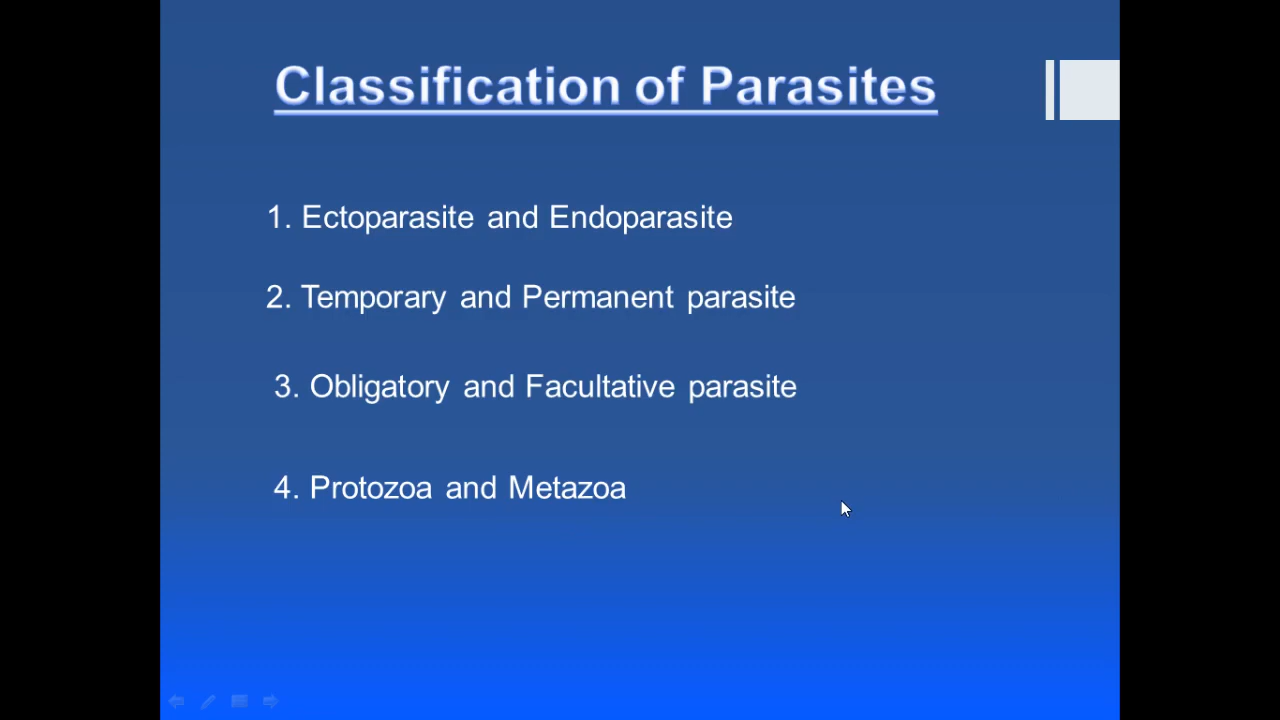 Classification of Parasites
1. Ectoparasite and Endoparasite
2. Temporary and Permanent parasite
3. Obligatory and Facultative parasite
4. Protozoa and Metazoa